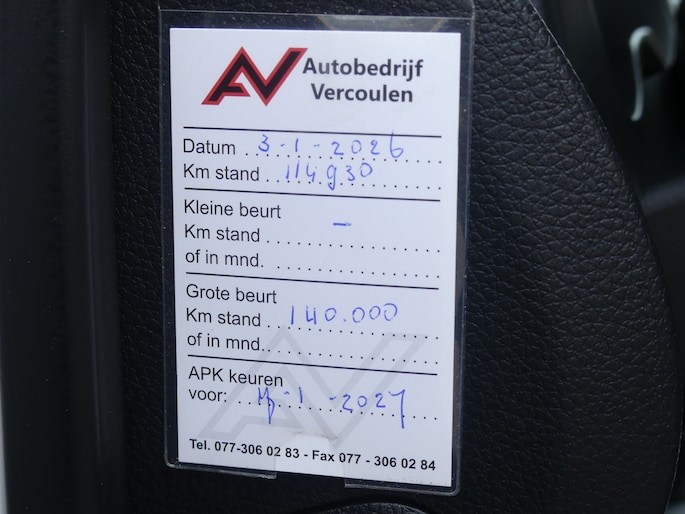 AV Autobedrijf
Vercoulen
Datum 3-1-2026
Km stand 114930
Kleine beurt -
Km stand
of in mnd.
Grote beurt
Km stand 140.000
of in mnd.
APK keuren
voor: -1-2027
Tel. 077-306 02 83 - Fax 077 - 306 02 84